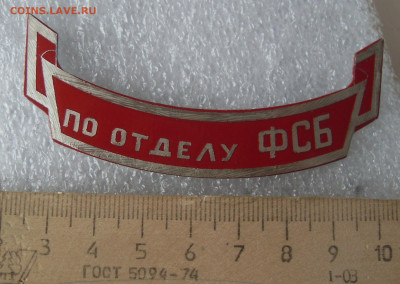 COINS.LAVE.RU
ПО ОТДЕЛУ ФСБ
3 4 5 6 7 8 9 10
ГОСТ 5094-74
1-03